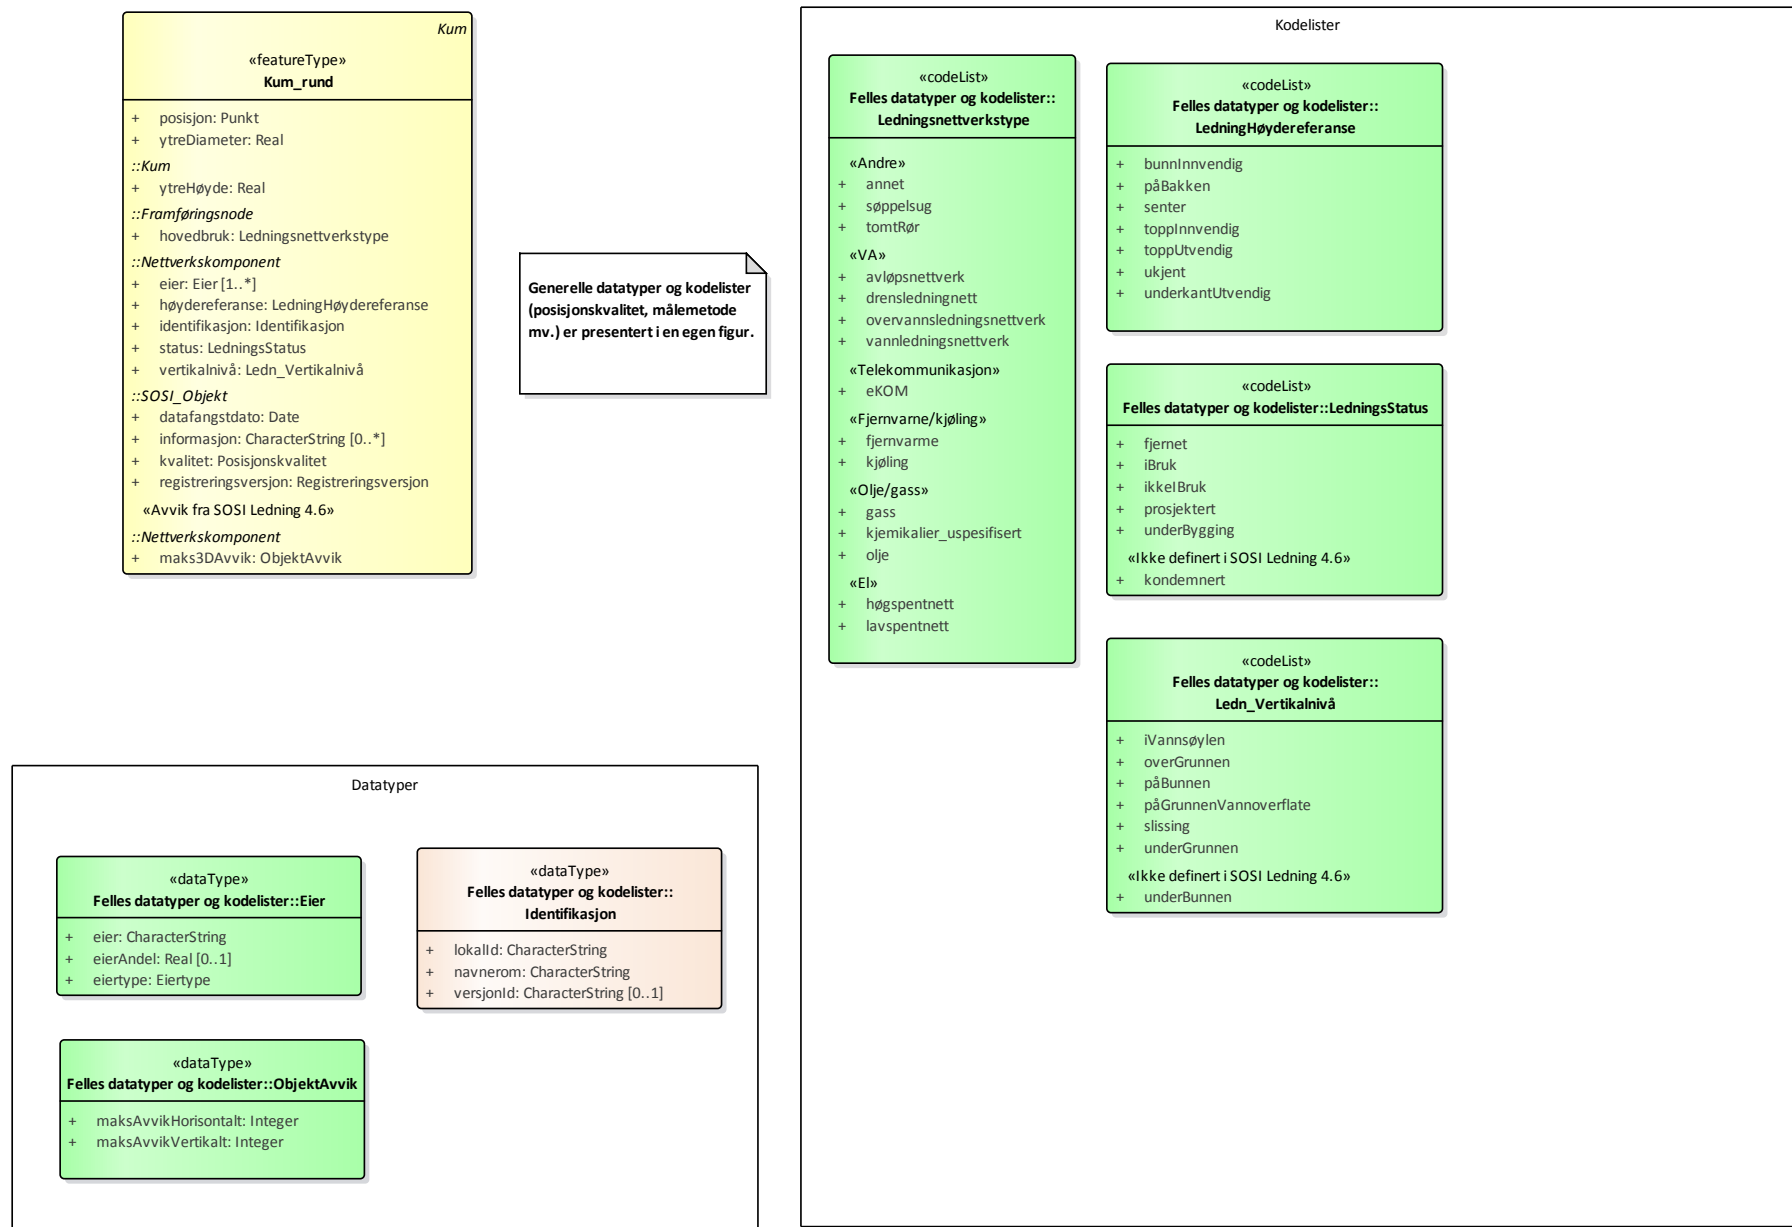 Kum
«featureType»
Kum_rund
+ posisjon: Punkt
+ ytreDiameter: Real
::Kum
+ ytreHøyde: Real
::Framføringsnode
+ hovedbruk: Ledningsnettverkstype
::Nettverkskomponent
+ eier: Eier [1..*]
+ høydereferanse: LedningHøydereferanse
+ identifikasjon: Identifikasjon
+ status: LedningsStatus
+ vertikalnivå: Ledn_Vertikalnivå
::SOSI_Objekt
+ datafangstdato: Date
+ informasjon: CharacterString [0..*]
+ kvalitet: Posisjonskvalitet
+ registreringsversjon: Registreringsversjon
«Avvik fra SOSI Ledning 4.6»
::Nettverkskomponent
+ maks3DAvvik: ObjektAvvik
Generelle datatyper og kodelister
(posisjonskvalitet, målemetode
mv.) er presentert i en egen figur.
Kodelister
«codeList»
Felles datatyper og kodelister::
Ledningsnettverkstype
«Andre»
+ annet
+ søppelsug
+ tomtRør
«VA»
+ avløpsnettverk
+ drensledningnett
+ overvannsledningsnettverk
+ vannledningsnettverk
«Telekommunikasjon»
+ eKOM
«Fjernvarne/kjøling»
+ fjernvarme
+ kjøling
«Olje/gass»
+ gass
+ kjemikalier_uspesifisert
+ olje
«El»
+ høgspentnett
+ lavspentnett
«codeList»
Felles datatyper og kodelister::
LedningHøydereferanse
+ bunnInnvendig
+ påBakken
+ senter
+ toppInnvendig
+ toppUtvendig
+ ukjent
+ underkantUtvendig
«codeList»
Felles datatyper og kodelister::LedningsStatus
+ fjernet
+ iBruk
+ ikkeIBruk
+ prosjektert
+ underBygging
«Ikke definert i SOSI Ledning 4.6»
+ kondemnert
«codeList»
Felles datatyper og kodelister::
Ledn_Vertikalnivå
+ iVannsøylen
+ overGrunnen
+ påBunnen
+ påGrunnenVannoverflate
+ slissing
+ underGrunnen
«Ikke definert i SOSI Ledning 4.6»
+ underBunnen
Datatyper
«dataType»
Felles datatyper og kodelister::Eier
+ eier: CharacterString
+ eierAndel: Real [0..1]
+ eiertype: Eiertype
«dataType»
Felles datatyper og kodelister::
Identifikasjon
+ lokalId: CharacterString
+ navnerom: CharacterString
+ versjonId: CharacterString [0..1]
«dataType»
Felles datatyper og kodelister::ObjektAvvik
+ maksAvvikHorisontalt: Integer
+ maksAvvikVertikalt: Integer